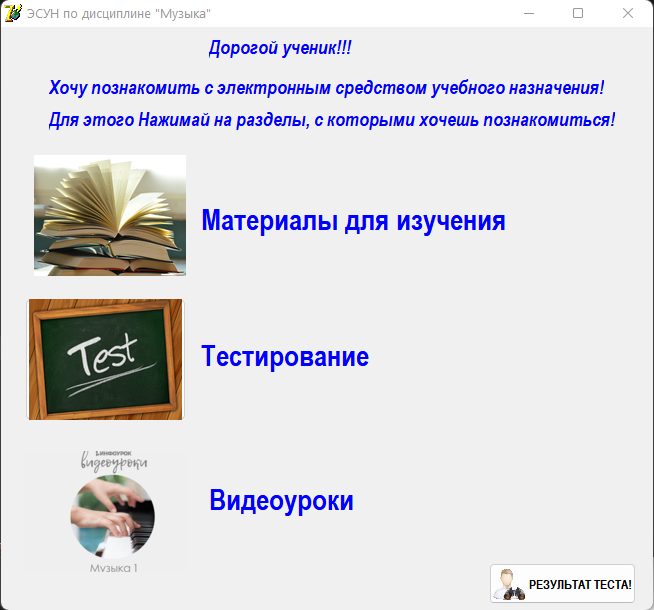 ЭСУН по дисциплине "Музыка"
Дорогой ученик!!!
Хочу познакомить с электронным средством учебного назначения!
Для этого Нажимай на разделы, с которыми хочешь познакомиться!
Материалы для изучения
Test
Тестирование
ИНФОУРОК
видеоуроки
Музыка 1
Видеоуроки
РЕЗУЛЬТАТ ТЕСТА!